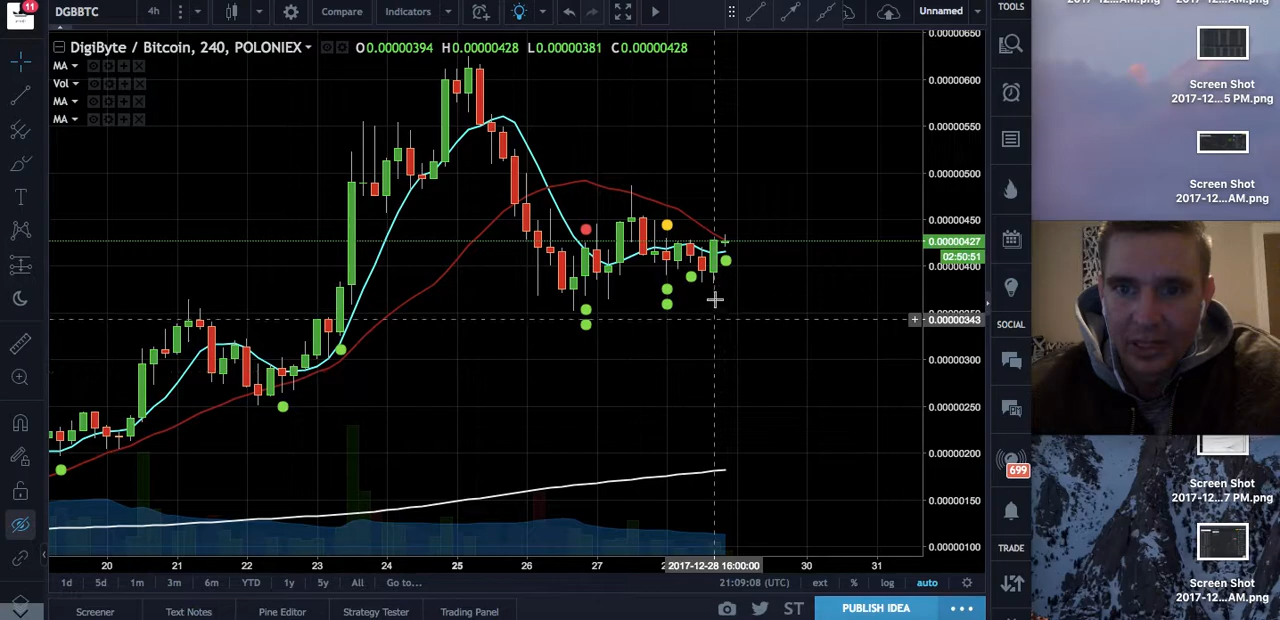 11
DGBBTC
4h
Compare
Indicators
Unnamed
TOOLS
DigiByte / Bitcoin, 240, POLONIEX
O0.00000394 H0.00000428 L0.00000381 C0.00000428
MA
Vol
MA
MA
0.00000650
0.00000600
0.00000550
0.00000500
0.00000450
0.00000427
02:50:51
0.00000400
0.00000343
0.00000300
0.00000250
0.00000200
0.00000150
0.00000100
20
21
22
23
24
25
26
27
2017-12-28 16:00:00
30
31
1d
5d
1m
3m
6m
YTD
1y
5y
All
Go to...
21:09:08 (UTC)
ext
%
log
auto
Screener
Text Notes
Pine Editor
Strategy Tester
Trading Panel
ST
PUBLISH IDEA
SOCIAL
699
TRADE
Screen Shot
2017-12...5 PM.png
Screen Shot
2017-12...AM.png
Screen Shot
2017-12...7 PM.png
Screen Shot
2017-12...AM.png